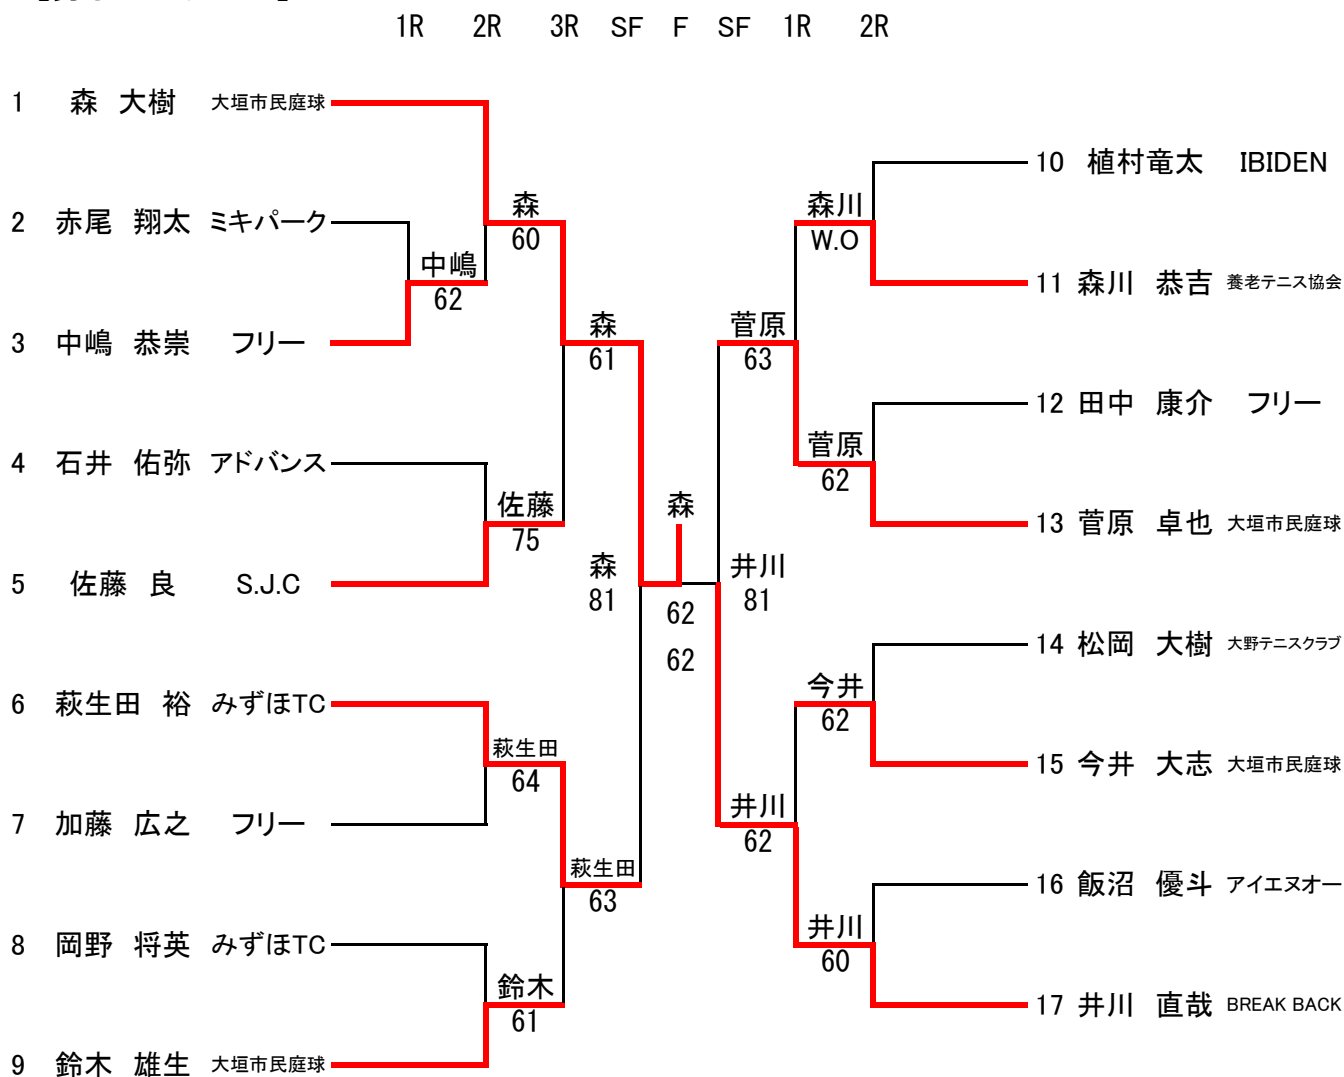 1R 2R 3R SF F SF 1R 2R
1 森 大樹 大垣市民庭球
10 植村竜太 IBIDEN
2 赤尾 翔太 ミキパーク
森
60
森川
W.O
中嶋
62
11 森川 恭吉 養老テニス協会
3 中嶋 恭崇 フリー
森
61
菅原
63
12 田中 康介 フリー
4 石井 佑弥 アドバンス
菅原
62
佐藤
75
森
13 菅原 卓也 大垣市民庭球
5 佐藤 良 S.J.C
森
81
井川
81
62
62
14 松岡 大樹 大野テニスクラブ
6 萩生田 裕 みずほTC
今井
62
萩生田
64
15 今井 大志 大垣市民庭球
7 加藤 広之 フリー
井川
62
萩生田
63
16 飯沼 優斗 アイエヌオー
8 岡野 将英 みずほTC
井川
60
鈴木
61
17 井川 直哉 BREAK BACK
9 鈴木 雄生 大垣市民庭球